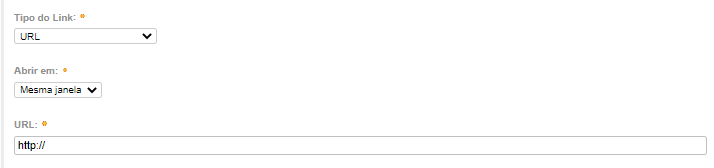 Tipo do Link: *
URL
Abrir em: *
Mesma janela
URL: *
http://